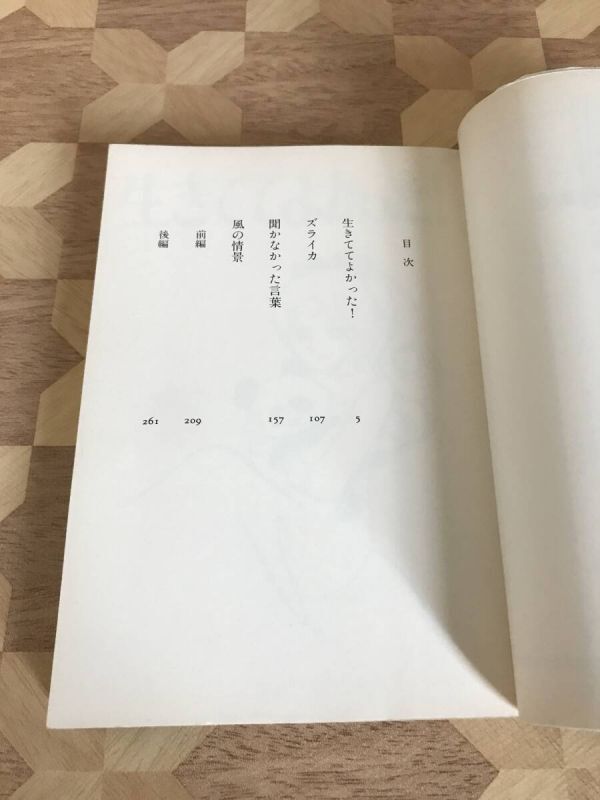 目次
生きててよかった！ 5
ズライカ 107
聞かなかった言葉 157
風の情景
前編 209
後編 261